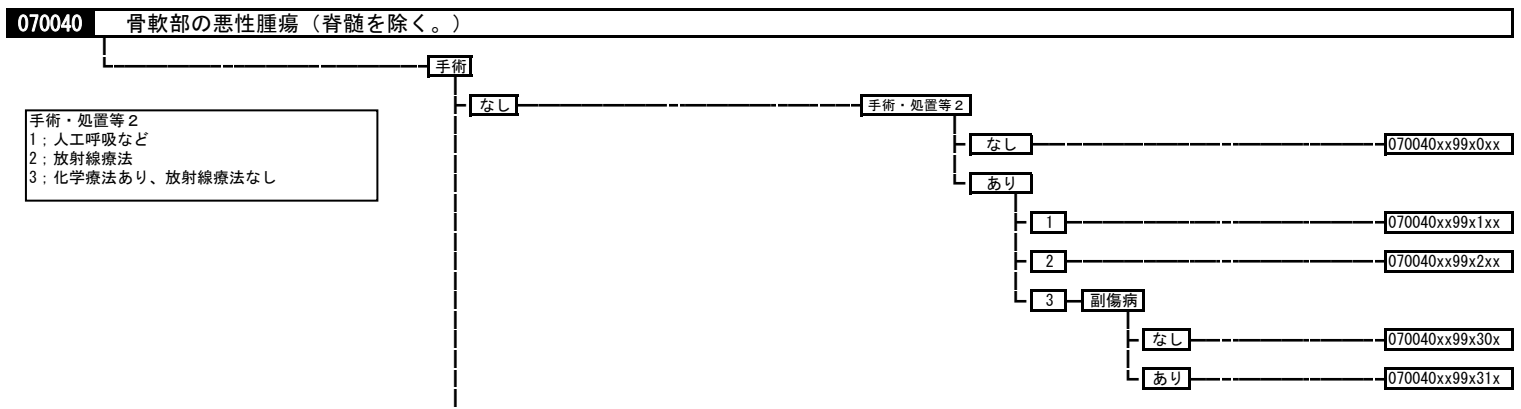 070040 骨軟部の悪性腫瘍（脊髄を除く。）
手術
なし 手術・処置等２
手術・処置等２
1；人工呼吸など
2；放射線療法
3；化学療法あり、放射線療法なし
なし 070040xx99x0xx
あり
1 070040xx99x1xx
2 070040xx99x2xx
3 副傷病
なし 070040xx99x30x
あり 070040xx99x31x